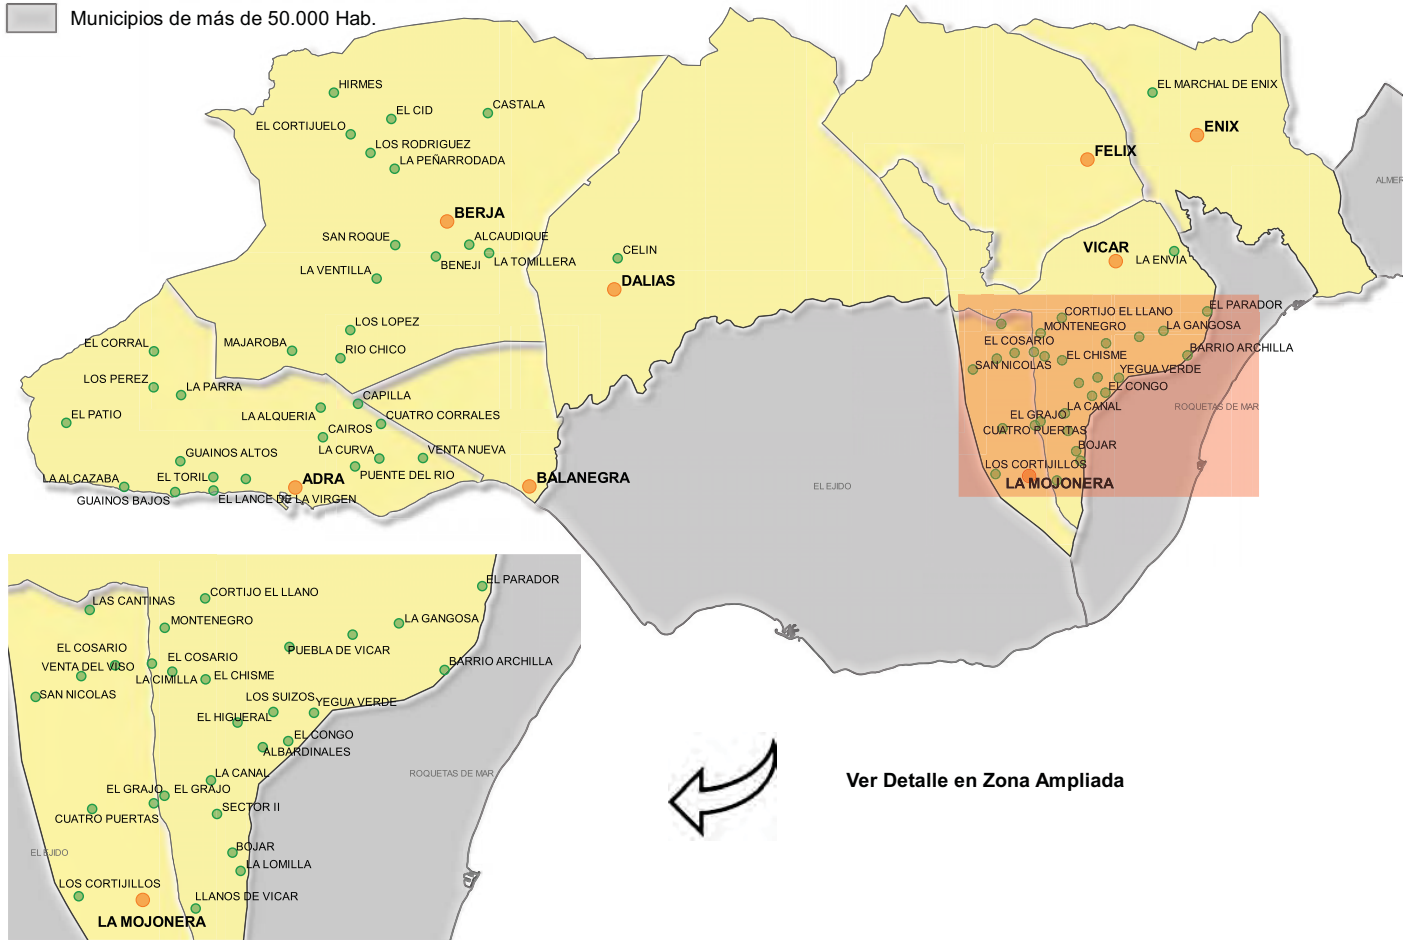 Municipios de más de 50.000 Hab.
HIRMES
EL CID
CASTALA
EL CORTIJUELO
LOS RODRIGUEZ
LA PEÑARRODADA
EL MARCHAL DE ENIX
ENIX
FELIX
ALMER
BERJA
SAN ROQUE
ALCAUDIQUE
BENEJI
LA TOMILLERA
LA VENTILLA
CELIN
DALIAS
VICAR
LA ENVIA
LOS LOPEZ
MAJAROBA
RIO CHICO
EL CORRAL
LOS PEREZ
LA PARRA
EL PATIO
CAPILLA
LA ALQUERIA
CUATRO CORRALES
CAIROS
LA CURVA
VENTA NUEVA
GUAINOS ALTOS
PUENTE DEL RIO
LA ALCAZABA
EL TORIL
ADRA
BALANEGRA
GUAINOS BAJOS
EL LANCE DE LA VIRGEN
EL EJIDO
EL PARADOR
CORTIJO EL LLANO
MONTENEGRO
LA GANGOSA
EL COSARIO
BARRIO ARCHILLA
EL CHISME
SAN NICOLAS
YEGUA VERDE
EL CONGO
LA CANAL
ROQUETAS DE MAR
EL GRAJO
CUATRO PUERTAS
BOJAR
LOS CORTIJILLOS
LA MOJONERA
EL PARADOR
CORTIJO EL LLANO
LAS CANTINAS
MONTENEGRO
LA GANGOSA
PUEBLA DE VICAR
EL COSARIO
EL COSARIO
VENTA DEL VISO
BARRIO ARCHILLA
LA CIMILLA
EL CHISME
SAN NICOLAS
LOS SUIZOS
YEGUA VERDE
EL HIGUERAL
EL CONGO
ALBARDINALES
LA CANAL
ROQUETAS DE MAR
EL GRAJO
EL GRAJO
SECTOR II
CUATRO PUERTAS
BOJAR
EL EJIDO
LA LOMILLA
LOS CORTIJILLOS
LLANOS DE VICAR
LA MOJONERA
Ver Detalle en Zona Ampliada